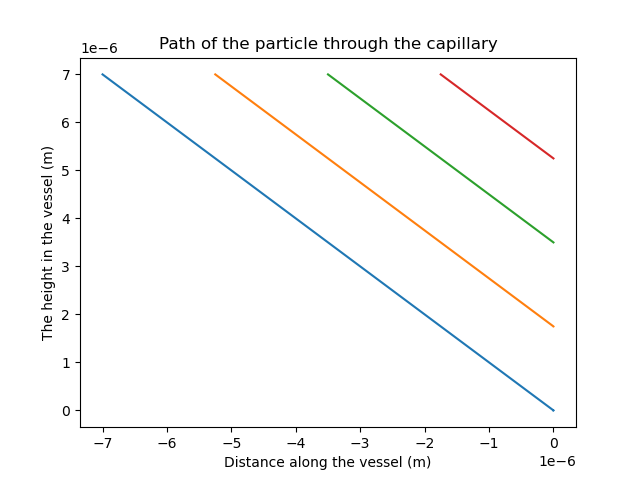 Path of the particle through the capillary
1e−6
7
6
5
4
3
2
1
0
The height in the vessel (m)
−7 −6 −5 −4 −3 −2 −1 0
Distance along the vessel (m)
1e−6